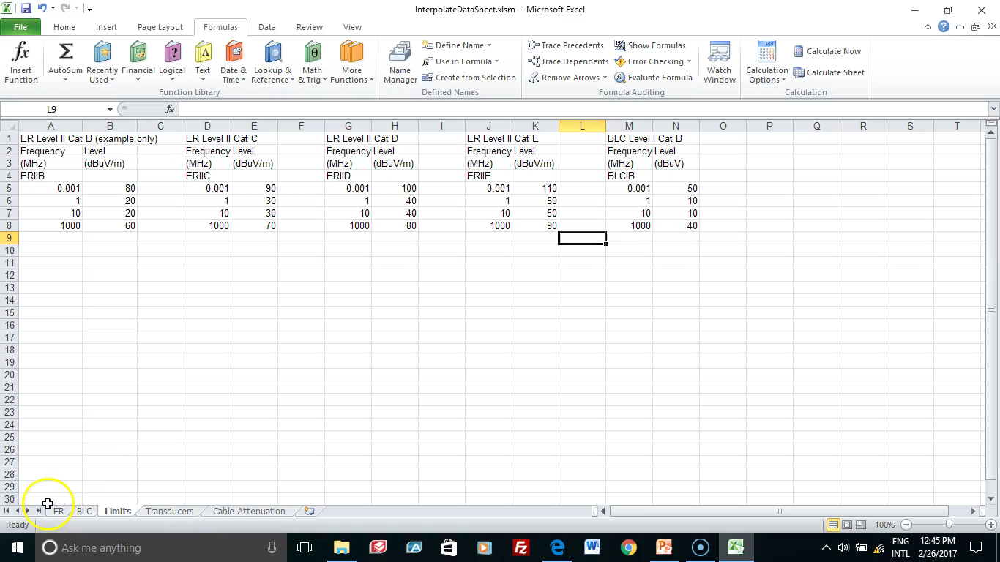 InterpolateDataSheet.xlsm - Microsoft Excel
File Home Insert Page Layout Formulas Data Review View
Insert Function
AutoSum
Recently Used
Financial
Logical
Text
Date & Time
Lookup & Reference
Math & Trig
More Functions
Function Library
Name Manager
Define Name
Use in Formula
Create from Selection
Defined Names
Trace Precedents
Trace Dependents
Remove Arrows
Show Formulas
Error Checking
Evaluate Formula
Formula Auditing
Watch Window
Calculation Options
Calculate Now
Calculate Sheet
Calculation
L9 fx
A B C D E F G H I J K L M N O P Q R S T
1 ER Level II Cat B (example only) ER Level II Cat C ER Level II Cat D ER Level II Cat E BLC Level I Cat B
2 Frequency Level Frequency Level Frequency Level Frequency Level Frequency Level
3 (MHz) (dBuV/m) (MHz) (dBuV/m) (MHz) (dBuV/m) (MHz) (dBuV/m) (MHz) (dBuV)
4 ERIIB ERIIC ERIID ERIIE BLCIB
5 0.001 80 0.001 90 0.001 100 0.001 110 0.001 50
6 1 20 1 30 1 40 1 50 1 10
7 10 20 10 30 10 40 10 50 10 10
8 1000 60 1000 70 1000 80 1000 90 1000 40
9
10
11
12
13
14
15
16
17
18
19
20
21
22
23
24
25
26
27
28
29
30
ER BLC Limits Transducers Cable Attenuation
Ready 100%
Ask me anything
ENG 12:45 PM
INTL 2/26/2017